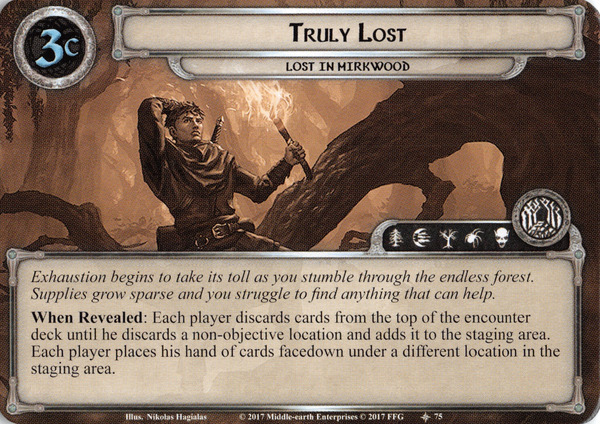 3C
TRULY LOST
LOST IN MIRKWOOD
Exhaustion begins to take its toll as you stumble through the endless forest.
Supplies grow sparse and you struggle to find anything that can help.
When Revealed: Each player discards cards from the top of the encounter
deck until he discards a non-objective location and adds it to the staging area.
Each player places his hand of cards facedown under a different location in the
staging area.
Illus. Nikolas Hagialas © 2017 Middle-earth Enterprises © 2017 FFG 75